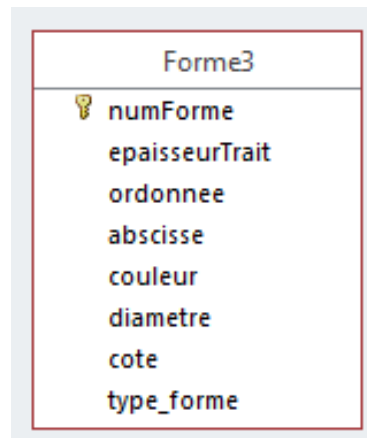 Forme3
numForme
epaisseurTrait
ordonnee
abscisse
couleur
diametre
cote
type_forme